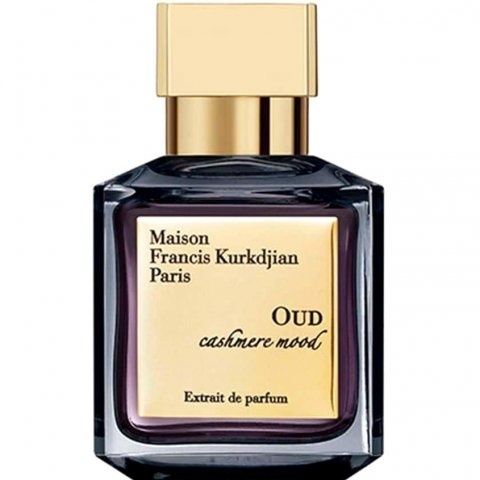 Maison
Francis Kurkdjian
Paris
OUD
cashmere mood
Extrait de parfum